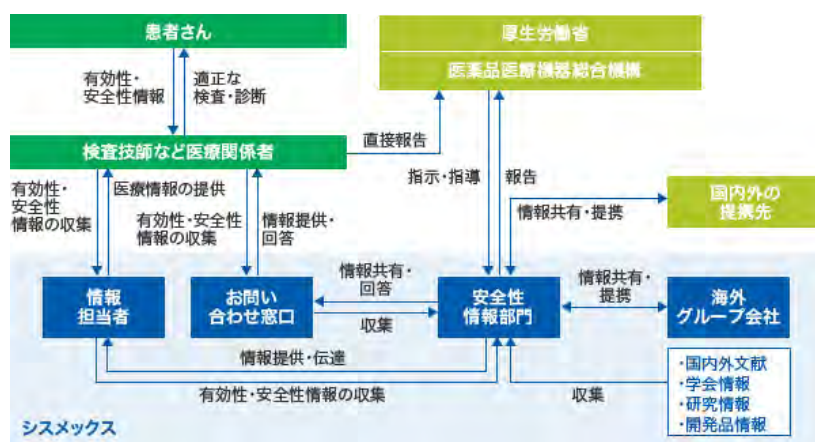 患者さん
厚生労働省
医薬品医療機器総合機構
有効性・
安全性情報
適正な
検査・診断
検査技師など医療関係者
直接報告
指示・指導
報告
国内外の
提携先
情報共有・提携
有効性・
安全性
情報の収集
医療情報の提供
有効性・安全性
情報の収集
情報提供・
回答
情報
担当者
お問い
合わせ窓口
情報共有・
回答
収集
安全性
情報部門
情報共有・
提携
海外
グループ会社
情報提供・伝達
有効性・安全性情報の収集
収集
・国内外文献
・学会情報
・研究情報
・開発品情報
シスメックス